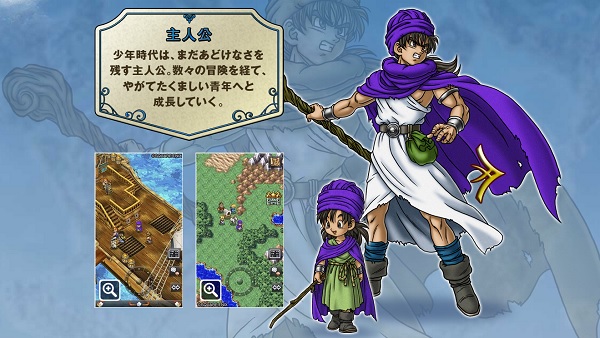 主人公
少年時代は、まだあどけなさを
残す主人公。数々の冒険を経て、
やがてたくましい青年へと
成長していく。